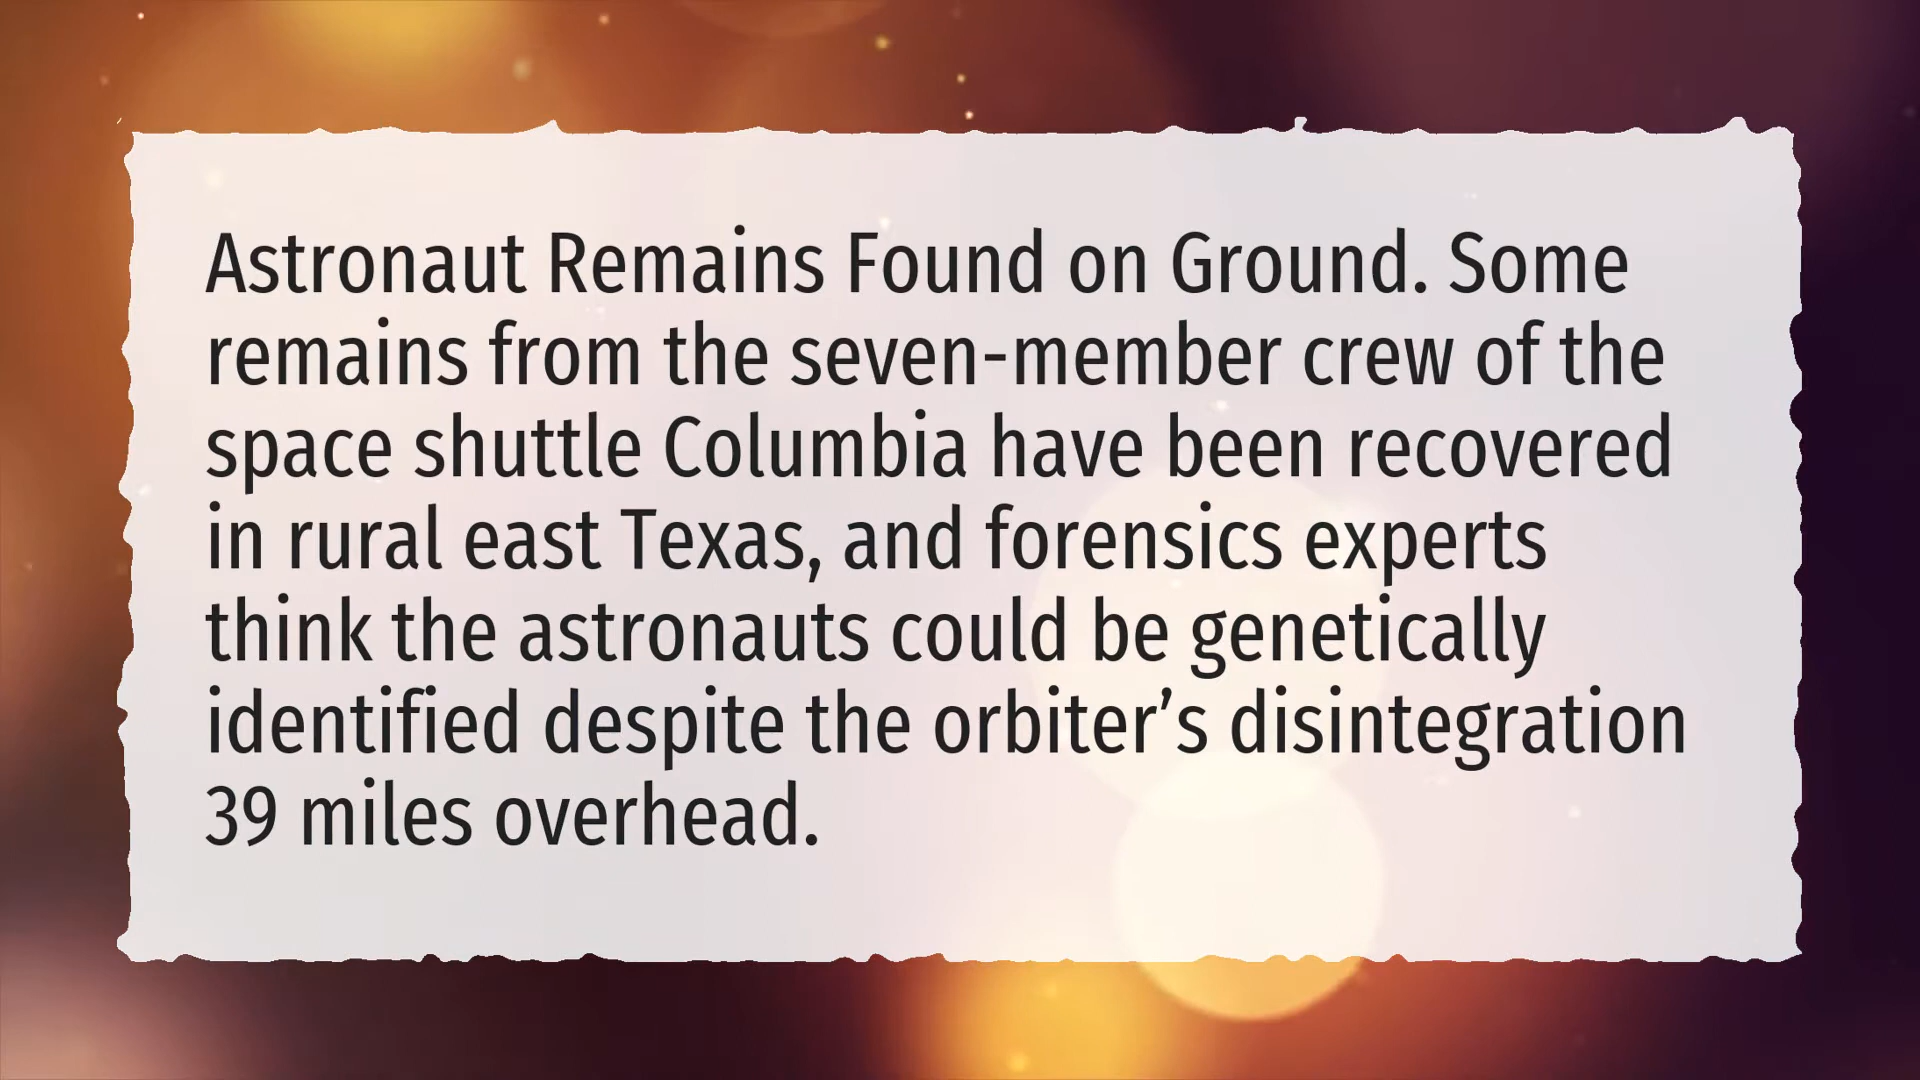 Astronaut Remains Found on Ground. Some
remains from the seven-member crew of the
space shuttle Columbia have been recovered
in rural east Texas, and forensics experts
think the astronauts could be genetically
identified despite the orbiter’s disintegration
39 miles overhead.